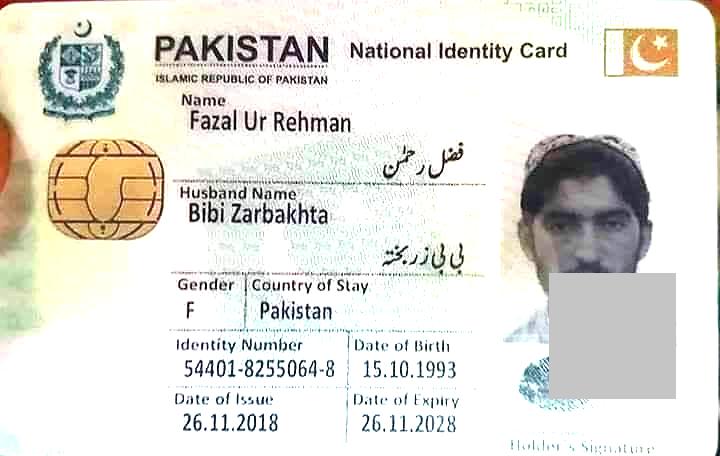 PAKISTAN National Identity Card
ISLAMIC REPUBLIC OF PAKISTAN
Name
Fazal Ur Rehman
فضل رحمٰن
Husband Name
Bibi Zarbakhta
بی بی زربختہ
Gender Country of Stay
F Pakistan
Identity Number Date of Birth
54401-8255064-8 15.10.1993
Date of Issue Date of Expiry
26.11.2018 26.11.2028
Holder's Signature